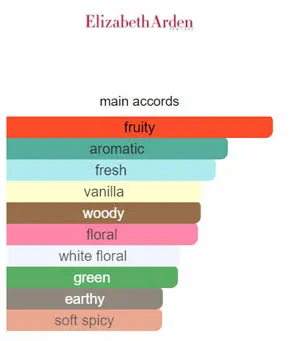 Elizabeth Arden
main accords
fruity
aromatic
fresh
vanilla
woody
floral
white floral
green
earthy
soft spicy